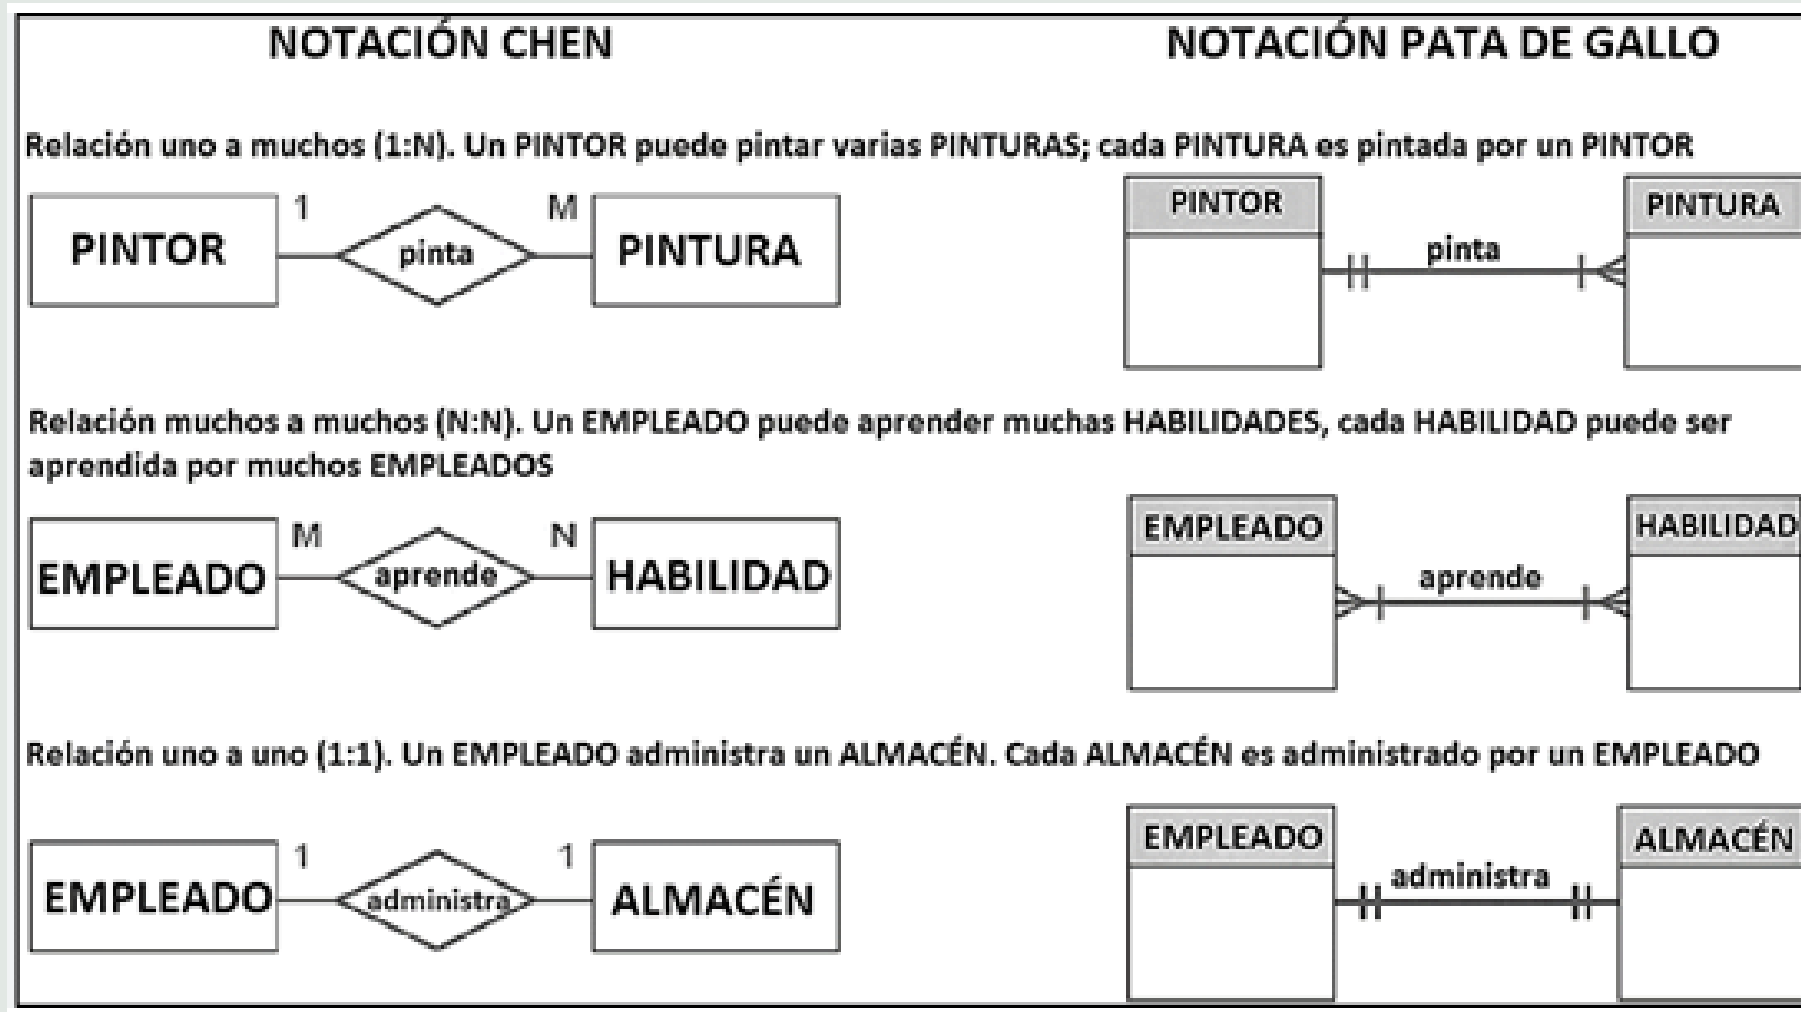 NOTACIÓN CHEN
NOTACIÓN PATA DE GALLO
Relación uno a muchos (1:N). Un PINTOR puede pintar varias PINTURAS; cada PINTURA es pintada por un PINTOR
PINTOR
1
pinta
M
PINTURA
PINTOR
pinta
PINTURA
Relación muchos a muchos (N:N). Un EMPLEADO puede aprender muchas HABILIDADES, cada HABILIDAD puede ser
aprendida por muchos EMPLEADOS
EMPLEADO
M
aprende
N
HABILIDAD
EMPLEADO
aprende
HABILIDAD
Relación uno a uno (1:1). Un EMPLEADO administra un ALMACÉN. Cada ALMACÉN es administrado por un EMPLEADO
EMPLEADO
1
administra
1
ALMACÉN
EMPLEADO
administra
ALMACÉN